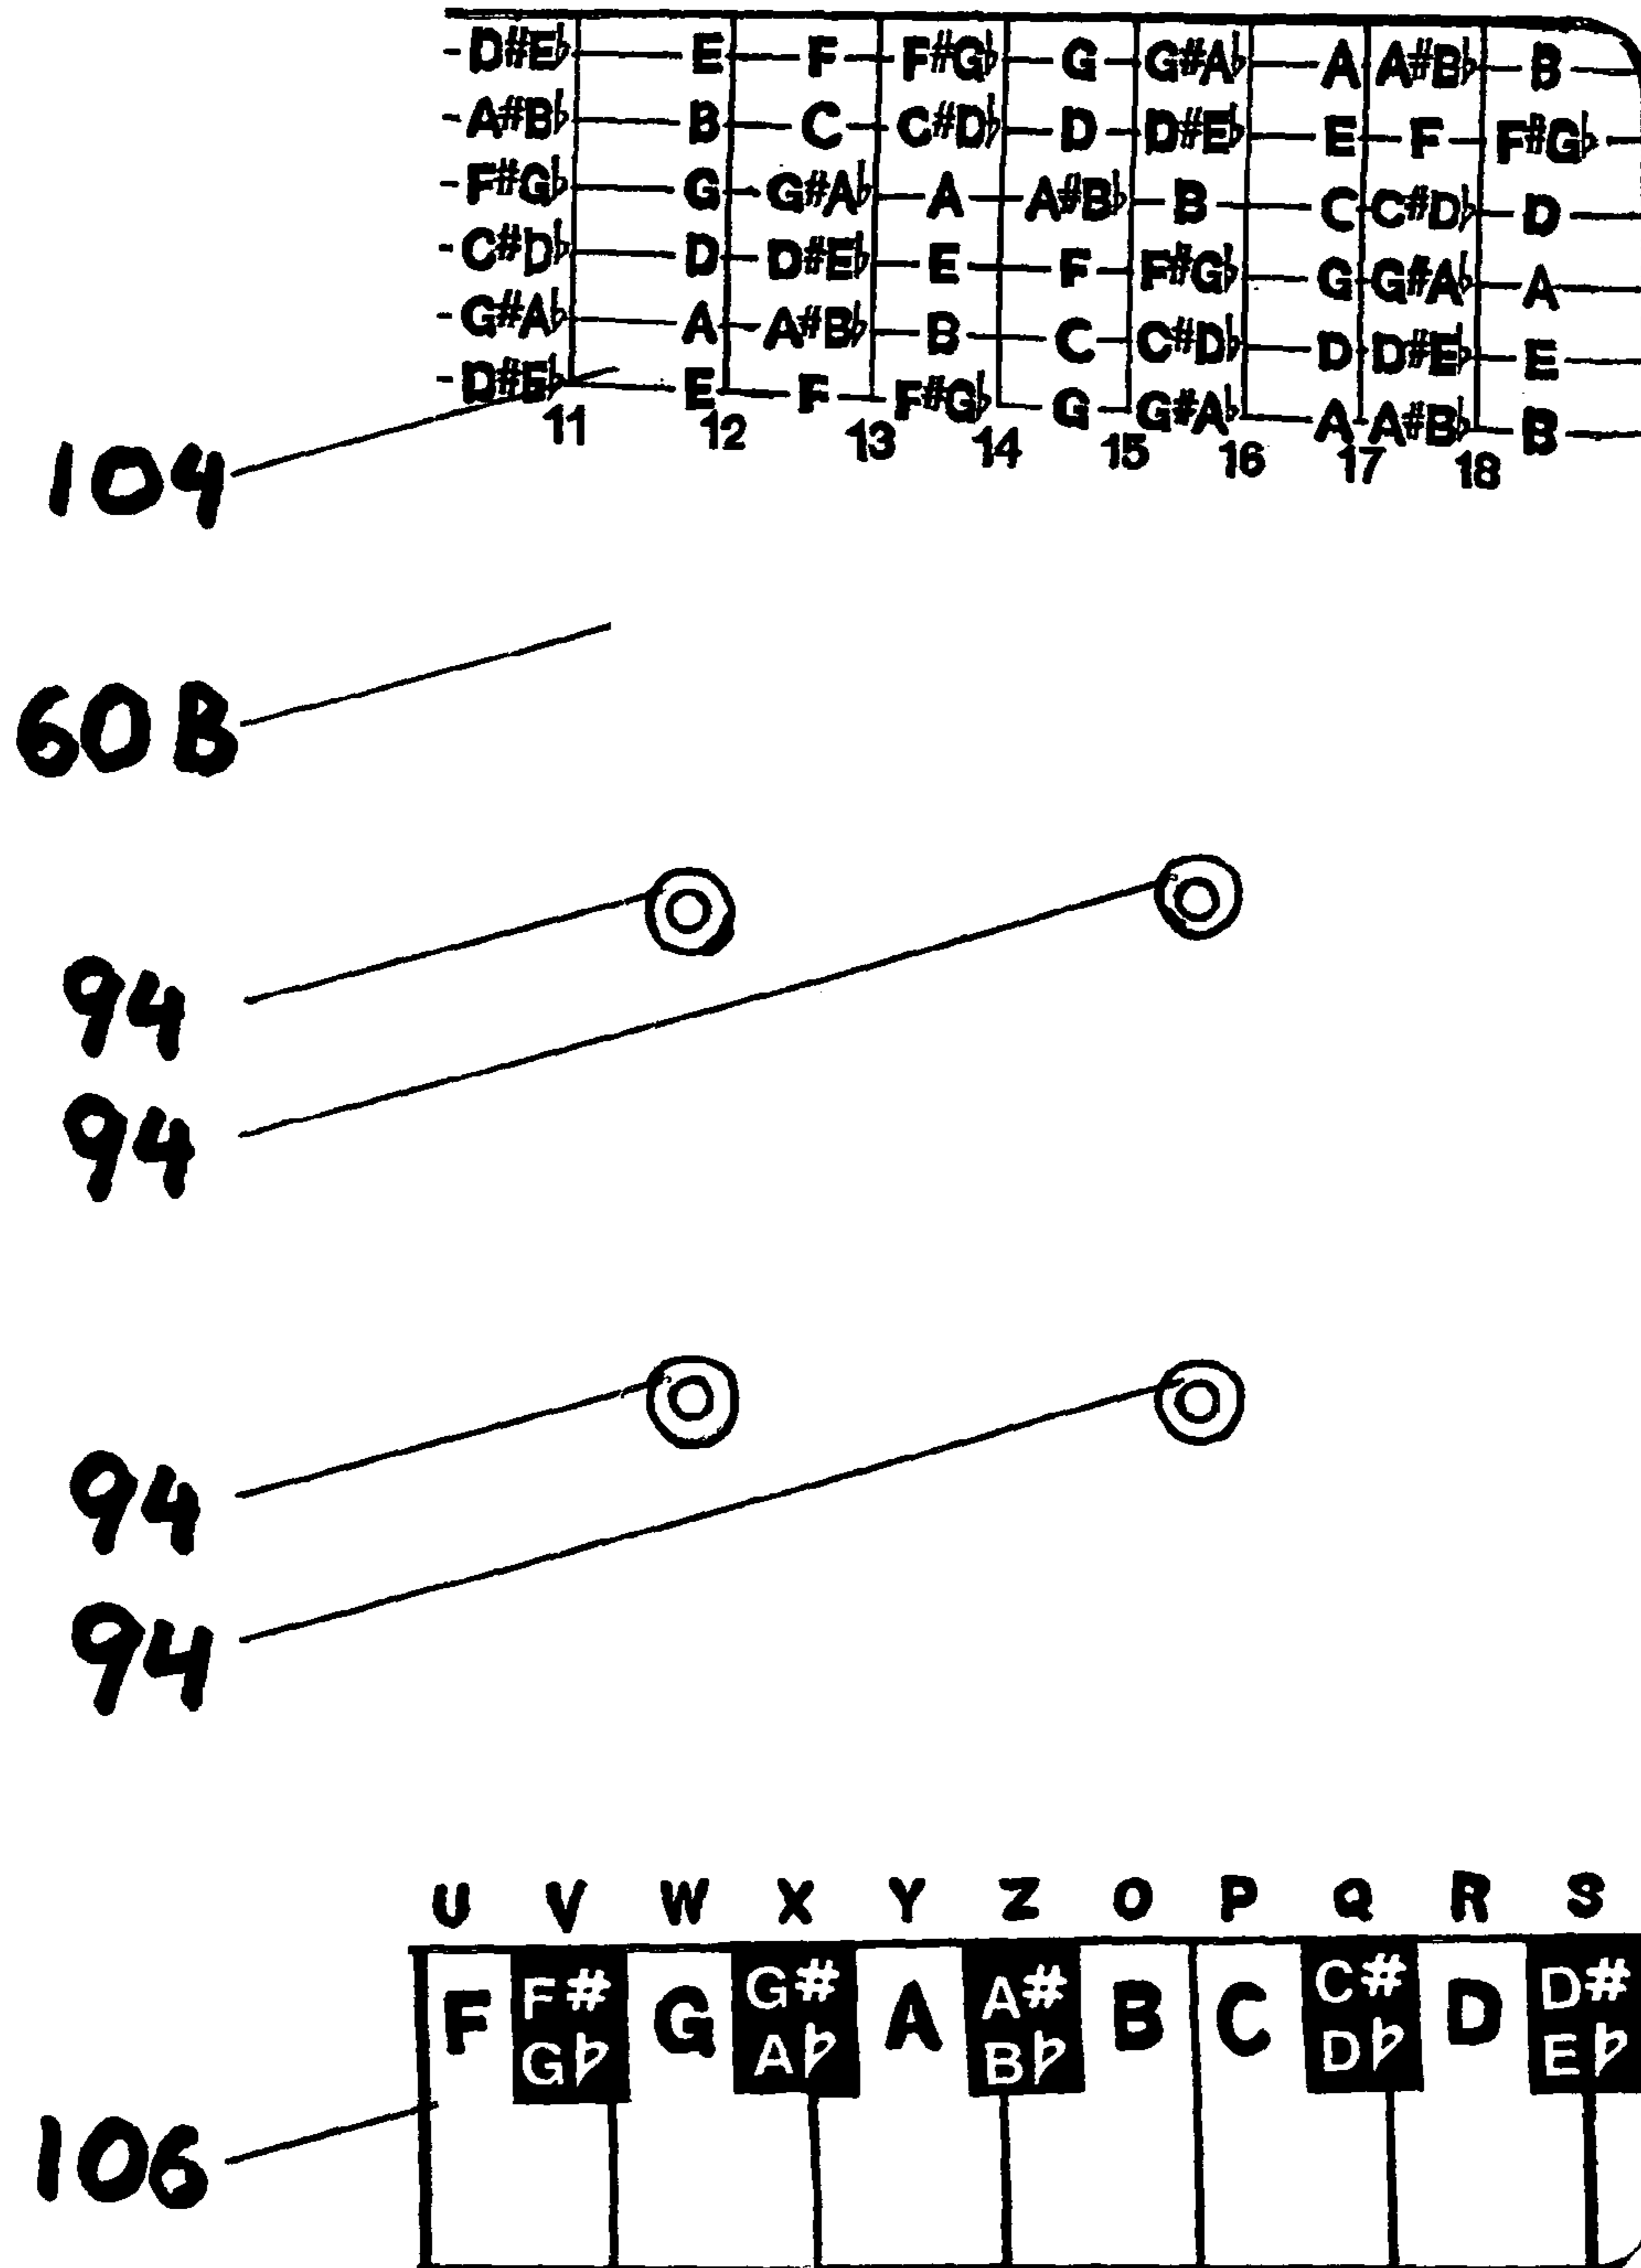 D#E♭ E F F#G♭ G G#A♭ A A#B♭ B
A#B♭ B C C#D♭ D D#E♭ E F F#G♭
F#G♭ G G#A♭ A A#B♭ B C C#D♭ D
C#D♭ D D#E♭ E F F#G♭ G G#A♭ A
G#A♭ A A#B♭ B C C#D♭ D D#E♭ E
D#E♭ E F F#G♭ G G#A♭ A A#B♭ B
11 12 13 14 15 16 17 18
104
60B
94
94
94
94
U V W X Y Z O P Q R S
F F# G G# A A# B C C# D D#
G♭ A♭ B♭ D♭ E♭
106